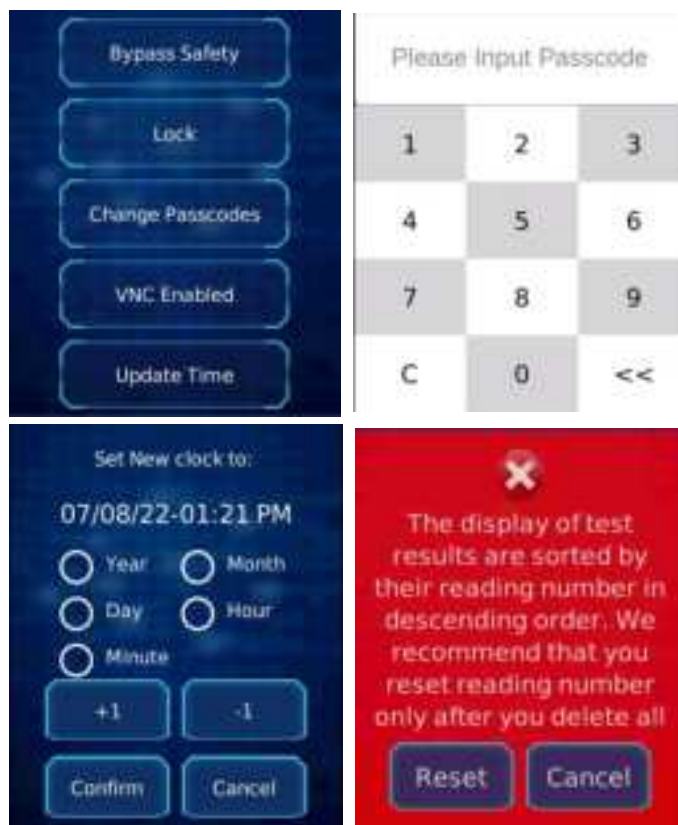 Bypass Safety
Lock
Change Passcodes
VNC Enabled
Update Time
Please Input Passcode
1 2 3
4 5 6
7 8 9
C 0 <<
Set New clock to:
07/08/22-01:21 PM
Year Month
Day Hour
Minute
+1 -1
Confirm Cancel
The display of test
results are sorted by
their reading number in
descending order. We
recommend that you
reset reading number
only after you delete all
Reset Cancel